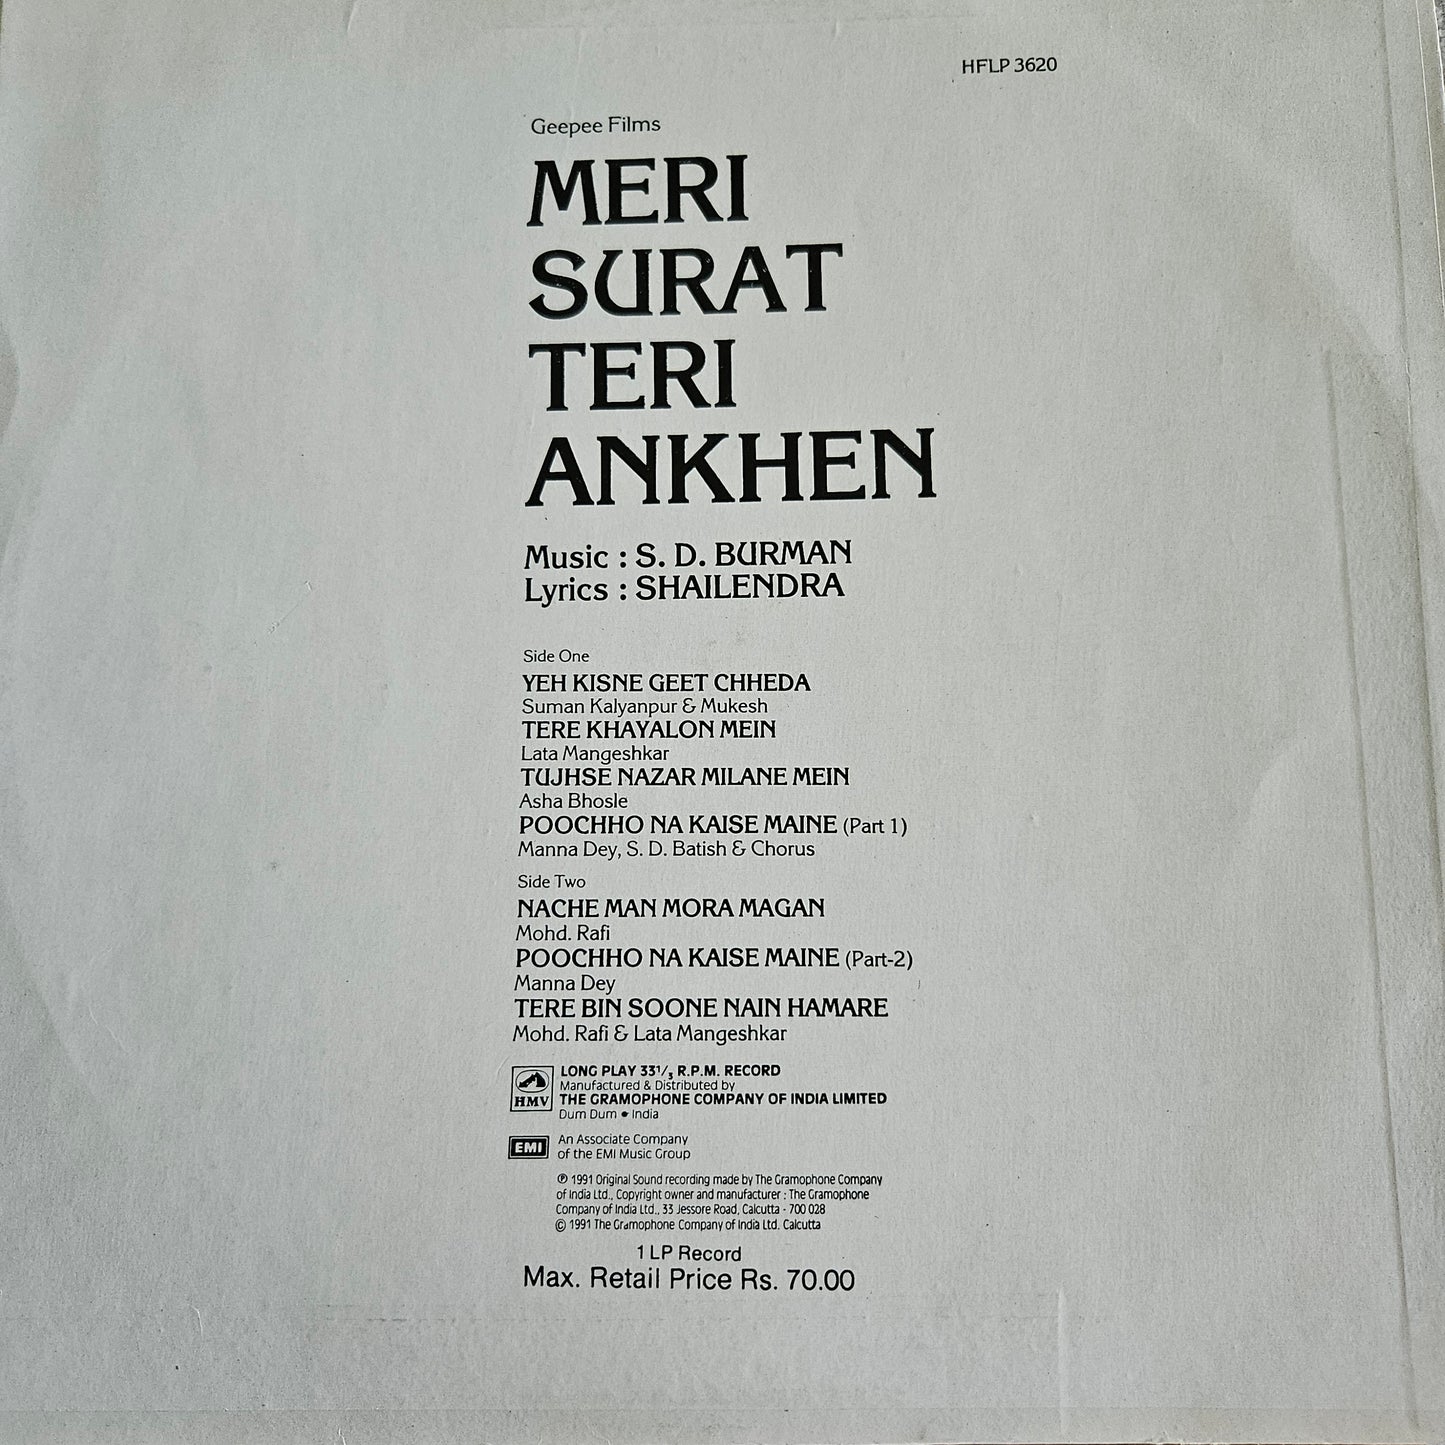 HFLP 3620
Geepee Films
MERI
SURAT
TERI
ANKHEN
Music : S. D. BURMAN
Lyrics : SHAILENDRA
Side One
YEH KISNE GEET CHHEDA
Suman Kalyanpur & Mukesh
TERE KHAYALON MEIN
Lata Mangeshkar
TUJHSE NAZAR MILANE MEIN
Asha Bhosle
POOCHHO NA KAISE MAINE (Part 1)
Manna Dey, S. D. Batish & Chorus
Side Two
NACHE MAN MORA MAGAN
Mohd. Rafi
POOCHHO NA KAISE MAINE (Part-2)
Manna Dey
TERE BIN SOONE NAIN HAMARE
Mohd. Rafi & Lata Mangeshkar
HMV
LONG PLAY 33⅓ R.P.M. RECORD
Manufactured & Distributed by
THE GRAMOPHONE COMPANY OF INDIA LIMITED
Dum Dum • India
EMI
An Associate Company
of the EMI Music Group
℗ 1991 Original Sound recording made by The Gramophone Company
of India Ltd., Copyright owner and manufacturer : The Gramophone
Company of India Ltd., 33 Jessore Road, Calcutta - 700 028
© 1991 The Gramophone Company of India Ltd. Calcutta
1 LP Record
Max. Retail Price Rs. 70.00